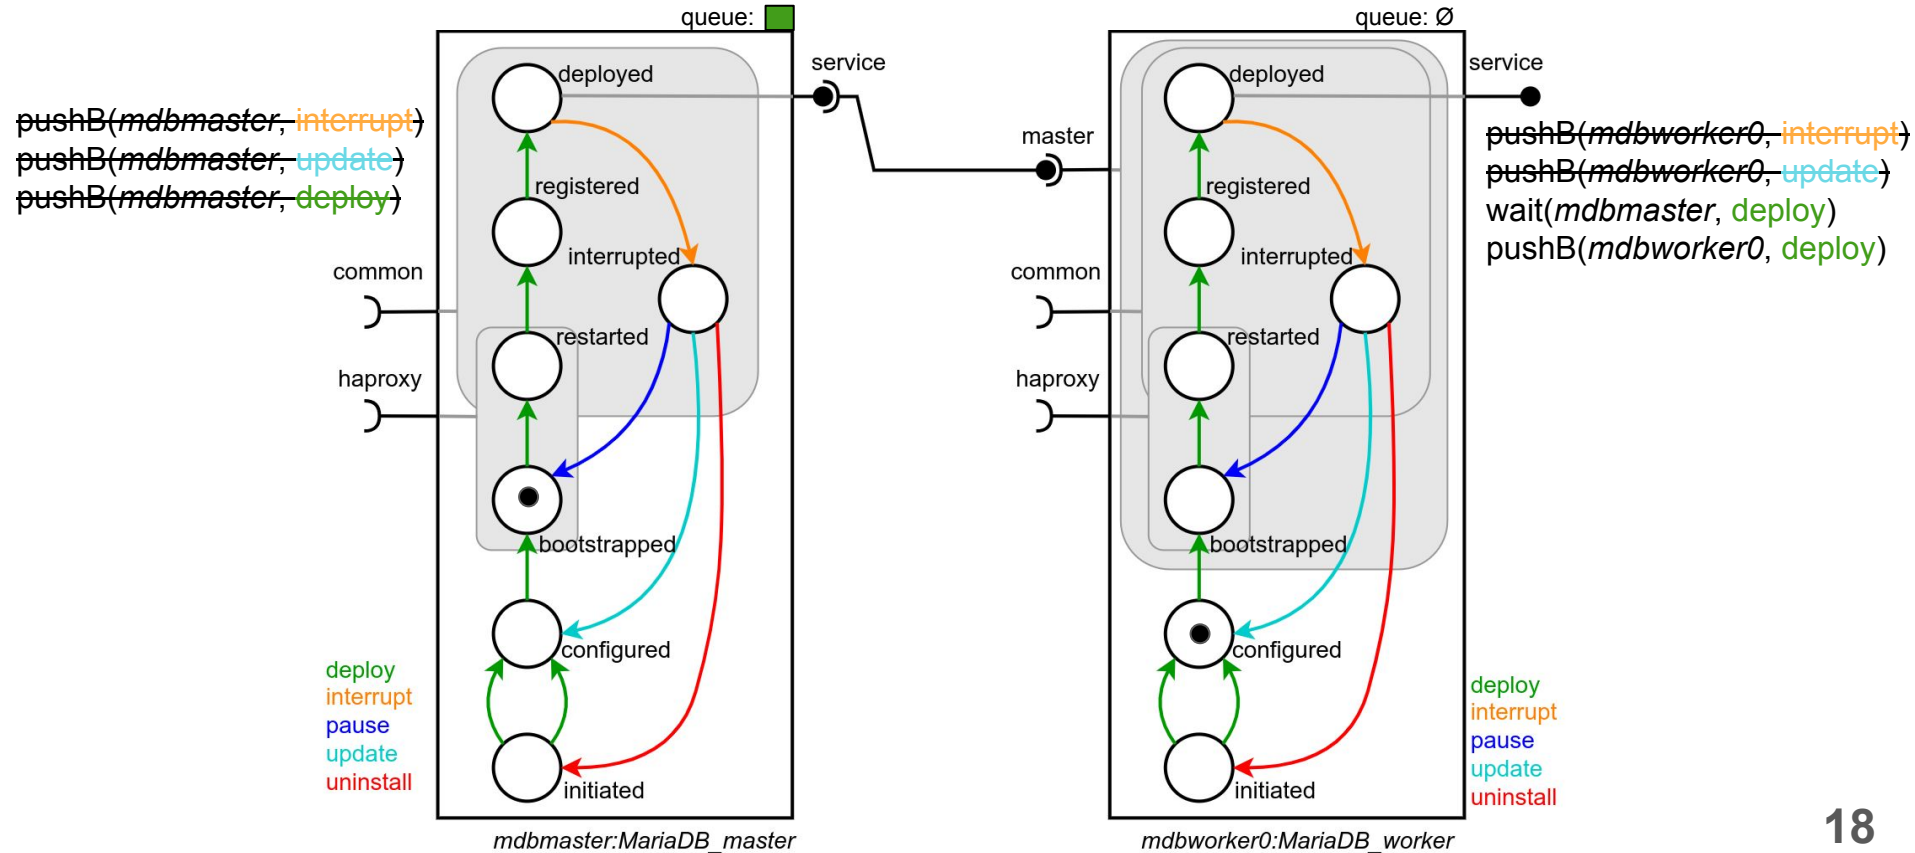 queue:
queue: Ø
pushB(mdbmaster, interrupt)
pushB(mdbmaster, update)
pushB(mdbmaster, deploy)
deployed
registered
interrupted
restarted
bootstrapped
configured
initiated
common
haproxy
service
deploy
interrupt
pause
update
uninstall
mdbmaster:MariaDB_master
master
common
haproxy
deployed
registered
interrupted
restarted
bootstrapped
configured
initiated
service
pushB(mdbworker0, interrupt)
pushB(mdbworker0, update)
wait(mdbmaster, deploy)
pushB(mdbworker0, deploy)
deploy
interrupt
pause
update
uninstall
mdbworker0:MariaDB_worker
18